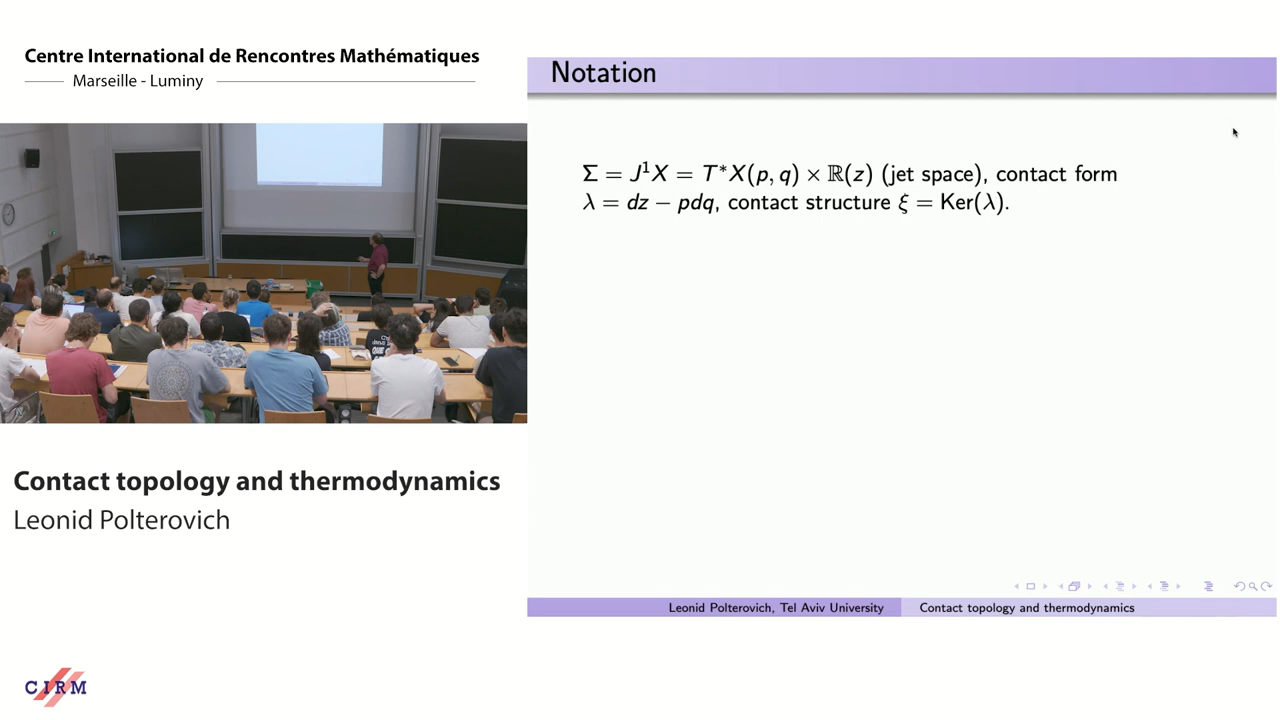 Centre International de Rencontres Mathématiques
Marseille - Luminy
Notation
Σ = J¹X = T*X(p, q) × ℝ(z) (jet space), contact form
λ = dz − pdq, contact structure ξ = Ker(λ).
Contact topology and thermodynamics
Leonid Polterovich
Leonid Polterovich, Tel Aviv University
Contact topology and thermodynamics
CIRM